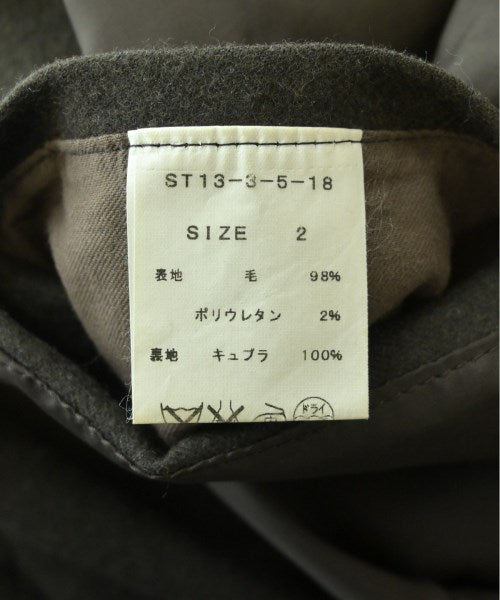 ST13-3-5-18
SIZE 2
表地 毛 98%
ポリウレタン 2%
裏地 キュプラ 100%
ドライ